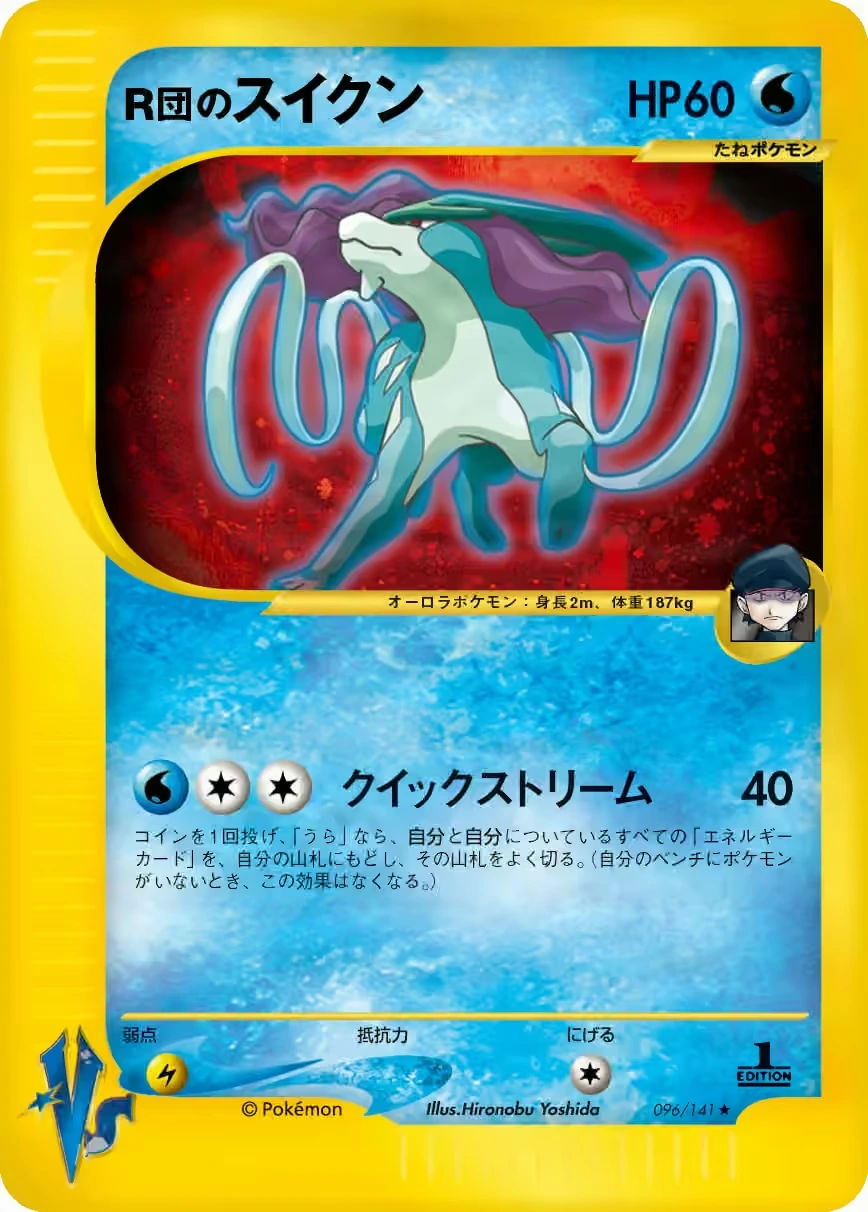 R団のスイクン HP60
たねポケモン
オーロラポケモン：身長2m、体重187kg
クイックストリーム 40
コインを1回投げ、「うら」なら、自分と自分についているすべての「エネルギー
カード」を、自分の山札にもどし、その山札をよく切る。（自分のベンチにポケモン
がいないとき、この効果はなくなる。）
弱点 抵抗力 にげる
1
EDITION
© Pokémon Illus.Hironobu Yoshida 096/141★
VS